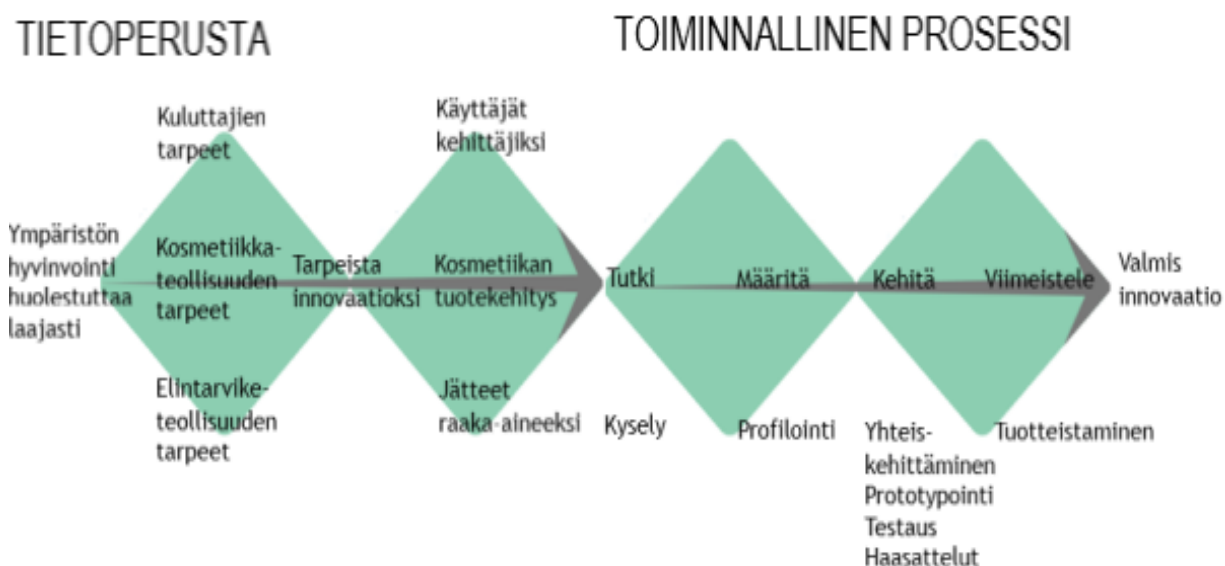 TIETOPERUSTA
TOIMINNALLINEN PROSESSI
Kuluttajien
tarpeet
Käyttäjät
kehittäjiksi
Ympäristön
hyvinvointi
huolestuttaa
laajasti
Kosmetiikka-
teollisuuden
tarpeet
Tarpeista
innovaatioksi
Kosmetiikan
tuotekehitys
Tutki
Määritä
Kehitä
Viimeistele
Valmis
innovaatio
Elintarvike-
teollisuuden
tarpeet
Jätteet
raaka-aineeksi
Kysely
Profilointi
Yhteis-
kehittäminen
Prototypointi
Testaus
Haasattelut
Tuotteistaminen